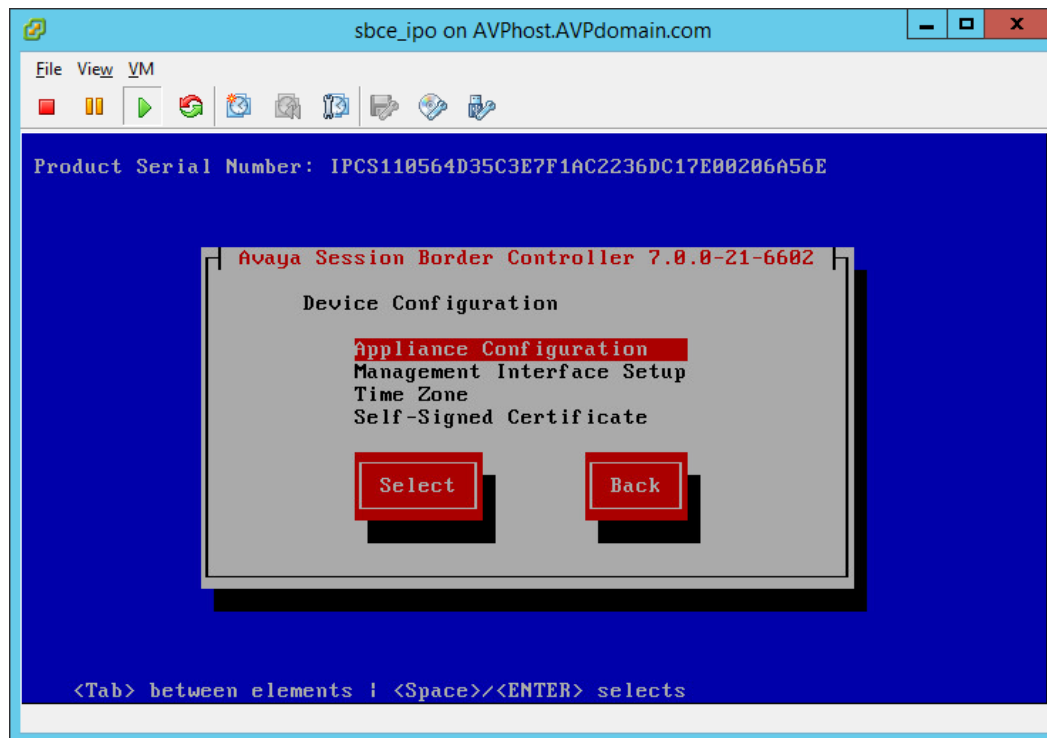 sbce_ipo on AVPhost.AVPdomain.com
File View VM
Product Serial Number: IPCS110564D35C3E7F1AC2236DC17E00206A56E
Avaya Session Border Controller 7.0.0-21-6602
Device Configuration
Appliance Configuration
Management Interface Setup
Time Zone
Self-Signed Certificate
Select Back
<Tab> between elements | <Space>/<ENTER> selects